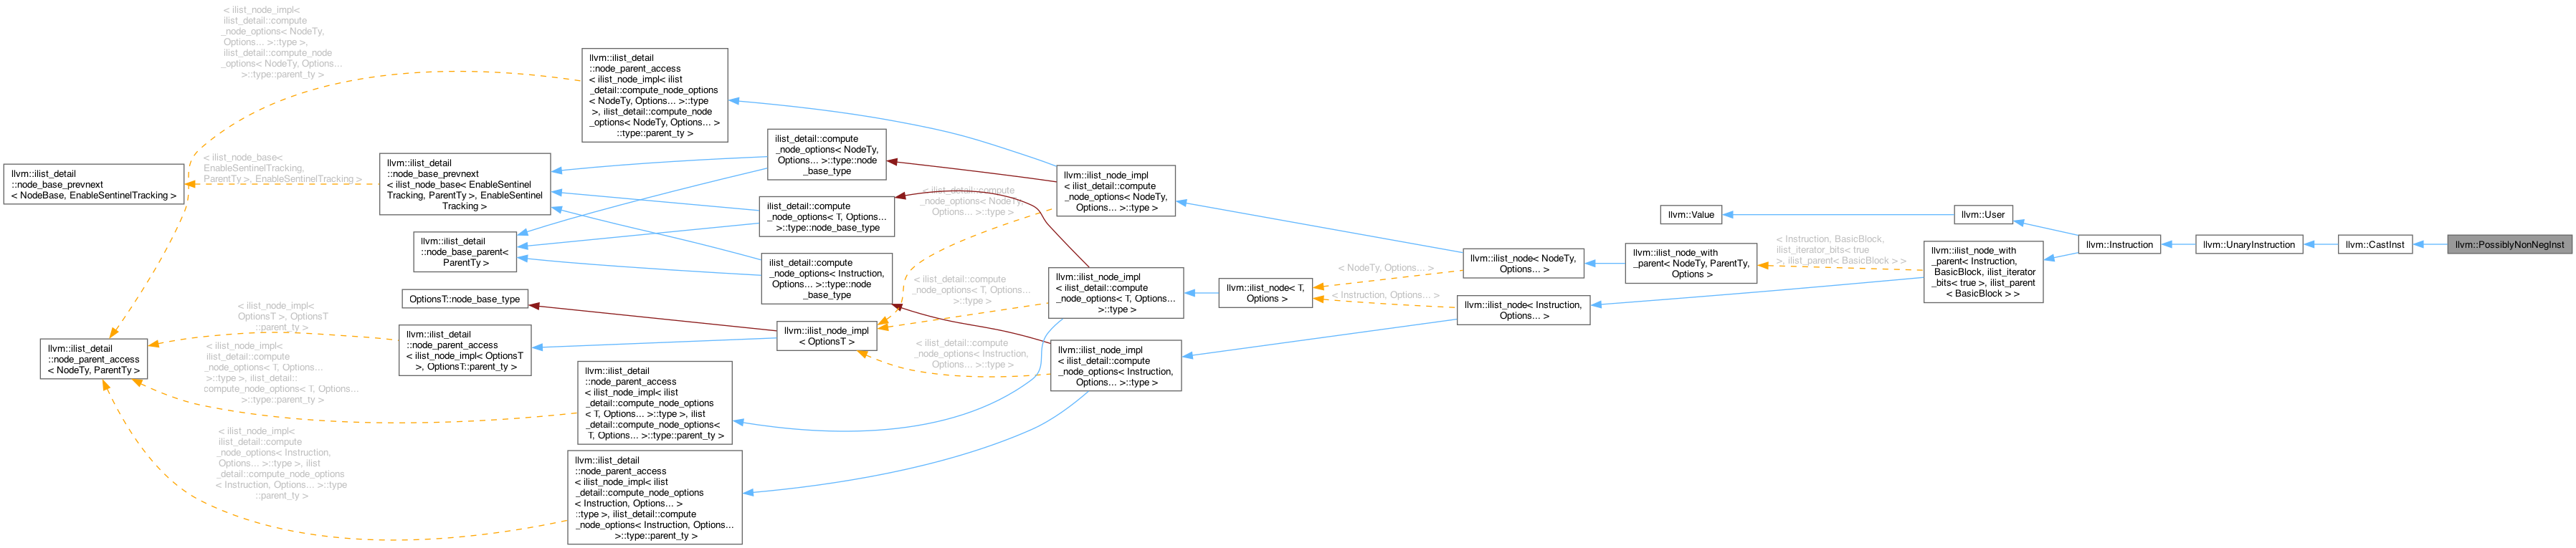 < ilist_node_impl<
ilist_detail::compute
_node_options< NodeTy,
Options... >::type >,
ilist_detail::compute_node
_options< NodeTy, Options...
>::type::parent_ty >
llvm::ilist_detail
::node_parent_access
< ilist_node_impl< ilist
_detail::compute_node_options
< NodeTy, Options... >::type
>, ilist_detail::compute_node
_options< NodeTy, Options... >
::type::parent_ty >
llvm::ilist_detail
::node_base_prevnext
< NodeBase, EnableSentinelTracking >
< ilist_node_base<
EnableSentinelTracking,
ParentTy >, EnableSentinelTracking >
llvm::ilist_detail
::node_base_prevnext
< ilist_node_base< EnableSentinel
Tracking, ParentTy >, EnableSentinel
Tracking >
ilist_detail::compute
_node_options< NodeTy,
Options... >::type::node
_base_type
ilist_detail::compute
_node_options< T, Options...
>::type::node_base_type
llvm::ilist_detail
::node_base_parent<
ParentTy >
ilist_detail::compute
_node_options< Instruction,
Options... >::type::node
_base_type
OptionsT::node_base_type
llvm::ilist_node_impl
< ilist_detail::compute
_node_options< NodeTy,
Options... >::type >
< ilist_detail::compute
_node_options< NodeTy,
Options... >::type >
< ilist_detail::compute
_node_options< T, Options...
>::type >
llvm::ilist_node_impl
< ilist_detail::compute
_node_options< T, Options...
>::type >
llvm::ilist_node_impl
< OptionsT >
< ilist_detail::compute
_node_options< Instruction,
Options... >::type >
llvm::ilist_node_impl
< ilist_detail::compute
_node_options< Instruction,
Options... >::type >
llvm::ilist_node< T,
Options >
< NodeTy, Options... >
< Instruction, Options... >
llvm::ilist_node< NodeTy,
Options... >
llvm::ilist_node< Instruction,
Options... >
llvm::ilist_node_with
_parent< NodeTy, ParentTy,
Options >
llvm::Value
< Instruction, BasicBlock,
ilist_iterator_bits< true
>, ilist_parent< BasicBlock > >
llvm::User
llvm::ilist_node_with
_parent< Instruction,
BasicBlock, ilist_iterator
_bits< true >, ilist_parent
< BasicBlock > >
llvm::Instruction
llvm::UnaryInstruction
llvm::CastInst
llvm::PossiblyNonNegInst
< ilist_node_impl<
OptionsT >, OptionsT
::parent_ty >
llvm::ilist_detail
::node_parent_access
< ilist_node_impl< OptionsT
>, OptionsT::parent_ty >
llvm::ilist_detail
::node_parent_access
< NodeTy, ParentTy >
< ilist_node_impl<
ilist_detail::compute
_node_options< T, Options...
>::type >, ilist_detail::
compute_node_options< T, Options...
>::type::parent_ty >
llvm::ilist_detail
::node_parent_access
< ilist_node_impl< ilist
_detail::compute_node_options
< T, Options... >::type >, ilist
_detail::compute_node_options<
T, Options... >::type::parent_ty >
< ilist_node_impl<
ilist_detail::compute
_node_options< Instruction,
Options... >::type >, ilist
_detail::compute_node_options
< Instruction, Options... >::type
::parent_ty >
llvm::ilist_detail
::node_parent_access
< ilist_node_impl< ilist
_detail::compute_node_options
< Instruction, Options... >
::type >, ilist_detail::compute
_node_options< Instruction, Options...
>::type::parent_ty >